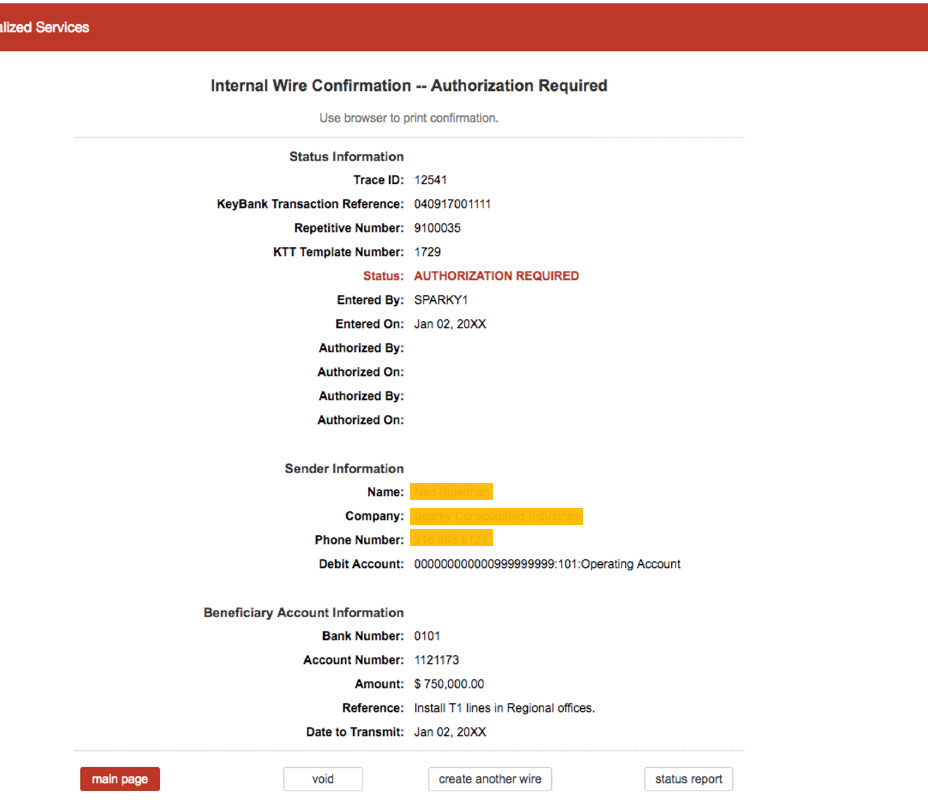 alized Services
Internal Wire Confirmation -- Authorization Required
Use browser to print confirmation.
Status Information
Trace ID: 12541
KeyBank Transaction Reference: 040917001111
Repetitive Number: 9100035
KTT Template Number: 1729
Status: AUTHORIZATION REQUIRED
Entered By: SPARKY1
Entered On: Jan 02, 20XX
Authorized By:
Authorized On:
Authorized By:
Authorized On:
Sender Information
Name:
Company:
Phone Number:
Debit Account: 000000000000999999999:101:Operating Account
Beneficiary Account Information
Bank Number: 0101
Account Number: 1121173
Amount: $ 750,000.00
Reference: Install T1 lines in Regional offices.
Date to Transmit: Jan 02, 20XX
main page void create another wire status report